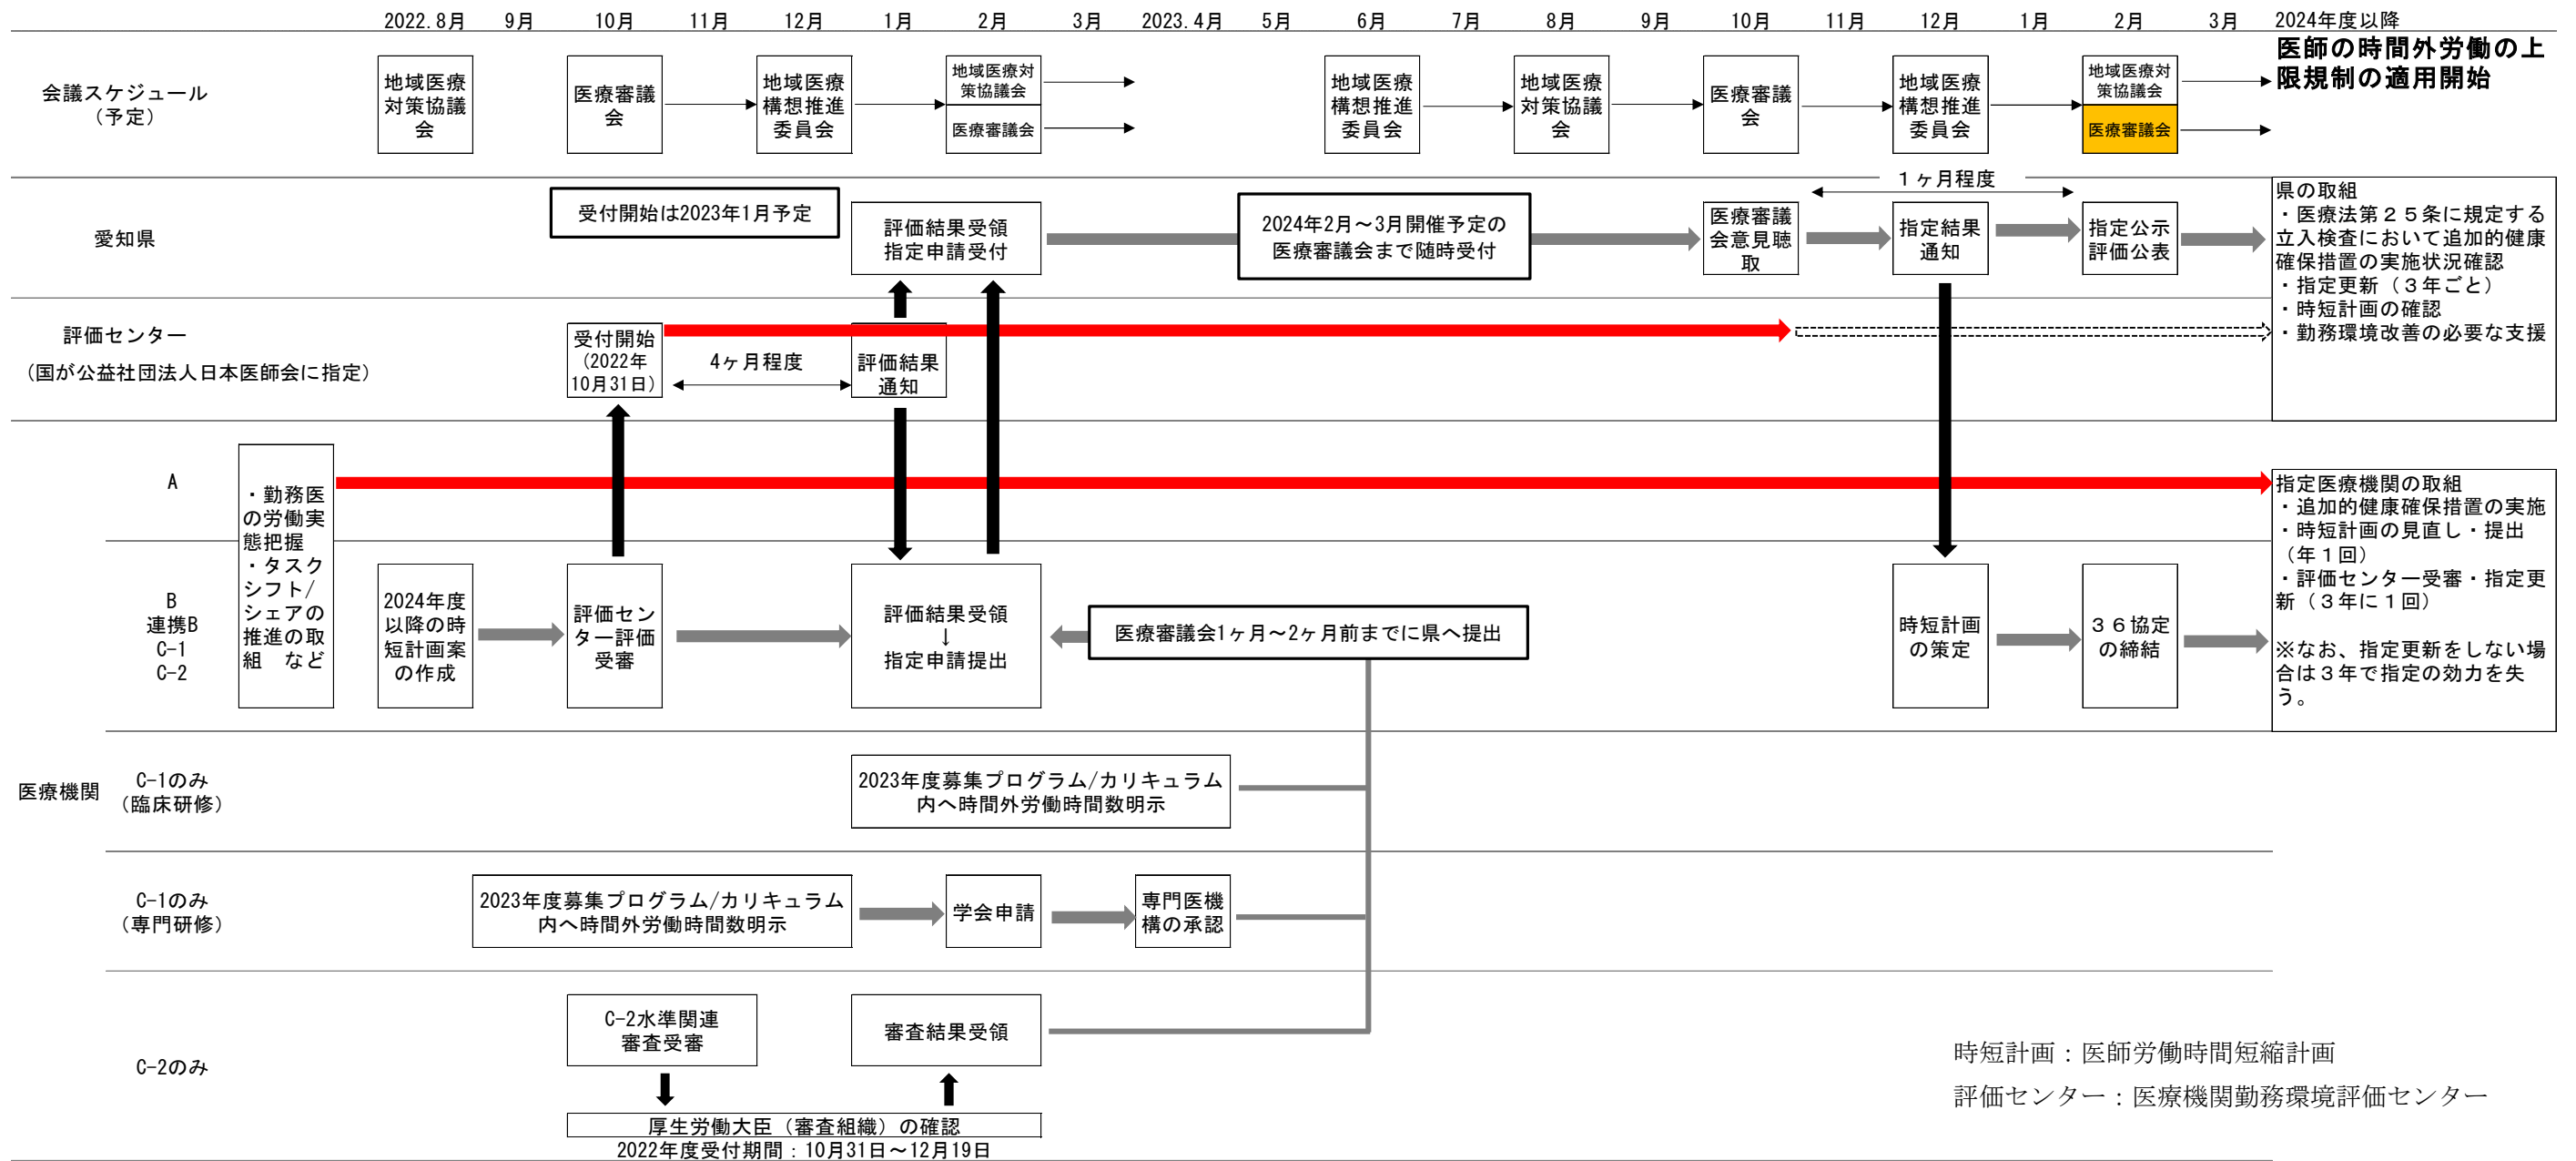 2022.8月 9月 10月 11月 12月 1月 2月 3月 2023.4月 5月 6月 7月 8月 9月 10月 11月 12月 1月 2月 3月 2024年度以降
医師の時間外労働の上
限規制の適用開始
会議スケジュール
（予定）
地域医療
対策協議
会
医療審議
会
地域医療
構想推進
委員会
地域医療対
策協議会
医療審議会
地域医療
構想推進
委員会
地域医療
対策協議
会
医療審議
会
地域医療
構想推進
委員会
地域医療対
策協議会
医療審議会
愛知県
受付開始は2023年1月予定
評価結果受領
指定申請受付
2024年2月～3月開催予定の
医療審議会まで随時受付
医療審議
会意見聴
取
１ヶ月程度
指定結果
通知
指定公示
評価公表
県の取組
・医療法第２５条に規定する
立入検査において追加的健康
確保措置の実施状況確認
・指定更新（３年ごと）
・時短計画の確認
・勤務環境改善の必要な支援
評価センター
（国が公益社団法人日本医師会に指定）
受付開始
（2022年
10月31日）
4ヶ月程度
評価結果
通知
医療機関
A
・勤務医
の労働実
態把握
・タスク
シフト/
シェアの
推進の取
組 など
B
連携B
C-1
C-2
2024年度
以降の時
短計画案
の作成
評価セン
ター評価
受審
評価結果受領
↓
指定申請提出
医療審議会1ヶ月～2ヶ月前までに県へ提出
時短計画
の策定
３６協定
の締結
指定医療機関の取組
・追加的健康確保措置の実施
・時短計画の見直し・提出
（年１回）
・評価センター受審・指定更
新（３年に１回）
※なお、指定更新をしない場
合は３年で指定の効力を失
う。
C-1のみ
（臨床研修）
2023年度募集プログラム/カリキュラム
内へ時間外労働時間数明示
C-1のみ
（専門研修）
2023年度募集プログラム/カリキュラム
内へ時間外労働時間数明示
学会申請
専門医機
構の承認
C-2のみ
C-2水準関連
審査受審
審査結果受領
厚生労働大臣（審査組織）の確認
2022年度受付期間：10月31日～12月19日
時短計画：医師労働時間短縮計画
評価センター：医療機関勤務環境評価センター